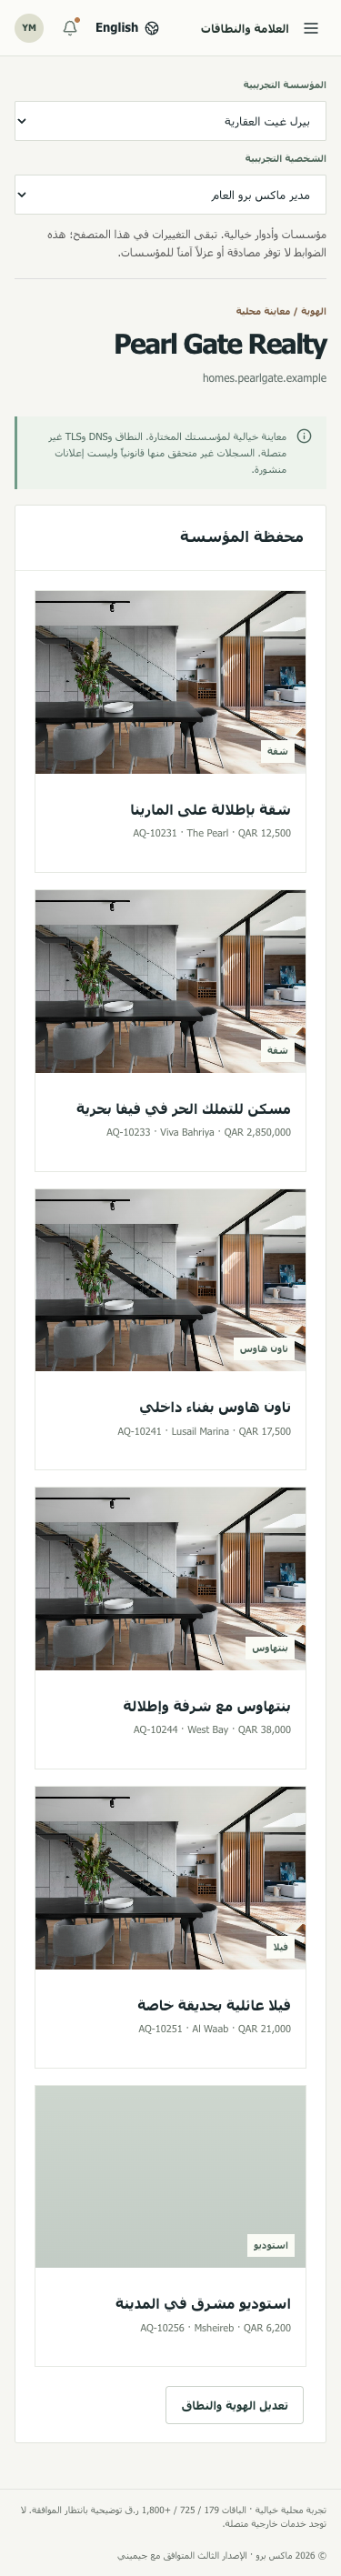 العلامة والنطاقات
English
YM
المؤسسة التجريبية
بيرل غيت العقارية
الشخصية التجريبية
مدير ماكس برو العام
مؤسسات وأدوار خيالية. تبقى التغييرات في هذا المتصفح؛ هذه
الضوابط لا توفر مصادقة أو عزلاً آمناً للمؤسسات.
الهوية / معاينة محلية
Pearl Gate Realty
homes.pearlgate.example
معاينة خيالية لمؤسستك المختارة. النطاق وDNS وTLS غير
متصلة. السجلات غير متحقق منها قانونياً وليست إعلانات
منشورة.
محفظة المؤسسة
شقة
شقة بإطلالة على المارينا
AQ-10231 · The Pearl · QAR 12,500
شقة
مسكن للتملك الحر في فيفا بحرية
AQ-10233 · Viva Bahriya · QAR 2,850,000
تاون هاوس
تاون هاوس بفناء داخلي
AQ-10241 · Lusail Marina · QAR 17,500
بنتهاوس
بنتهاوس مع شرفة وإطلالة
AQ-10244 · West Bay · QAR 38,000
فيلا
فيلا عائلية بحديقة خاصة
AQ-10251 · Al Waab · QAR 21,000
استوديو
استوديو مشرق في المدينة
AQ-10256 · Msheireb · QAR 6,200
تعديل الهوية والنطاق
تجربة محلية خيالية · الباقات 179 / 725 / +1,800 ر.ق توضيحية بانتظار الموافقة. لا
توجد خدمات خارجية متصلة.
© 2026 ماكس برو · الإصدار الثالث المتوافق مع جيميني